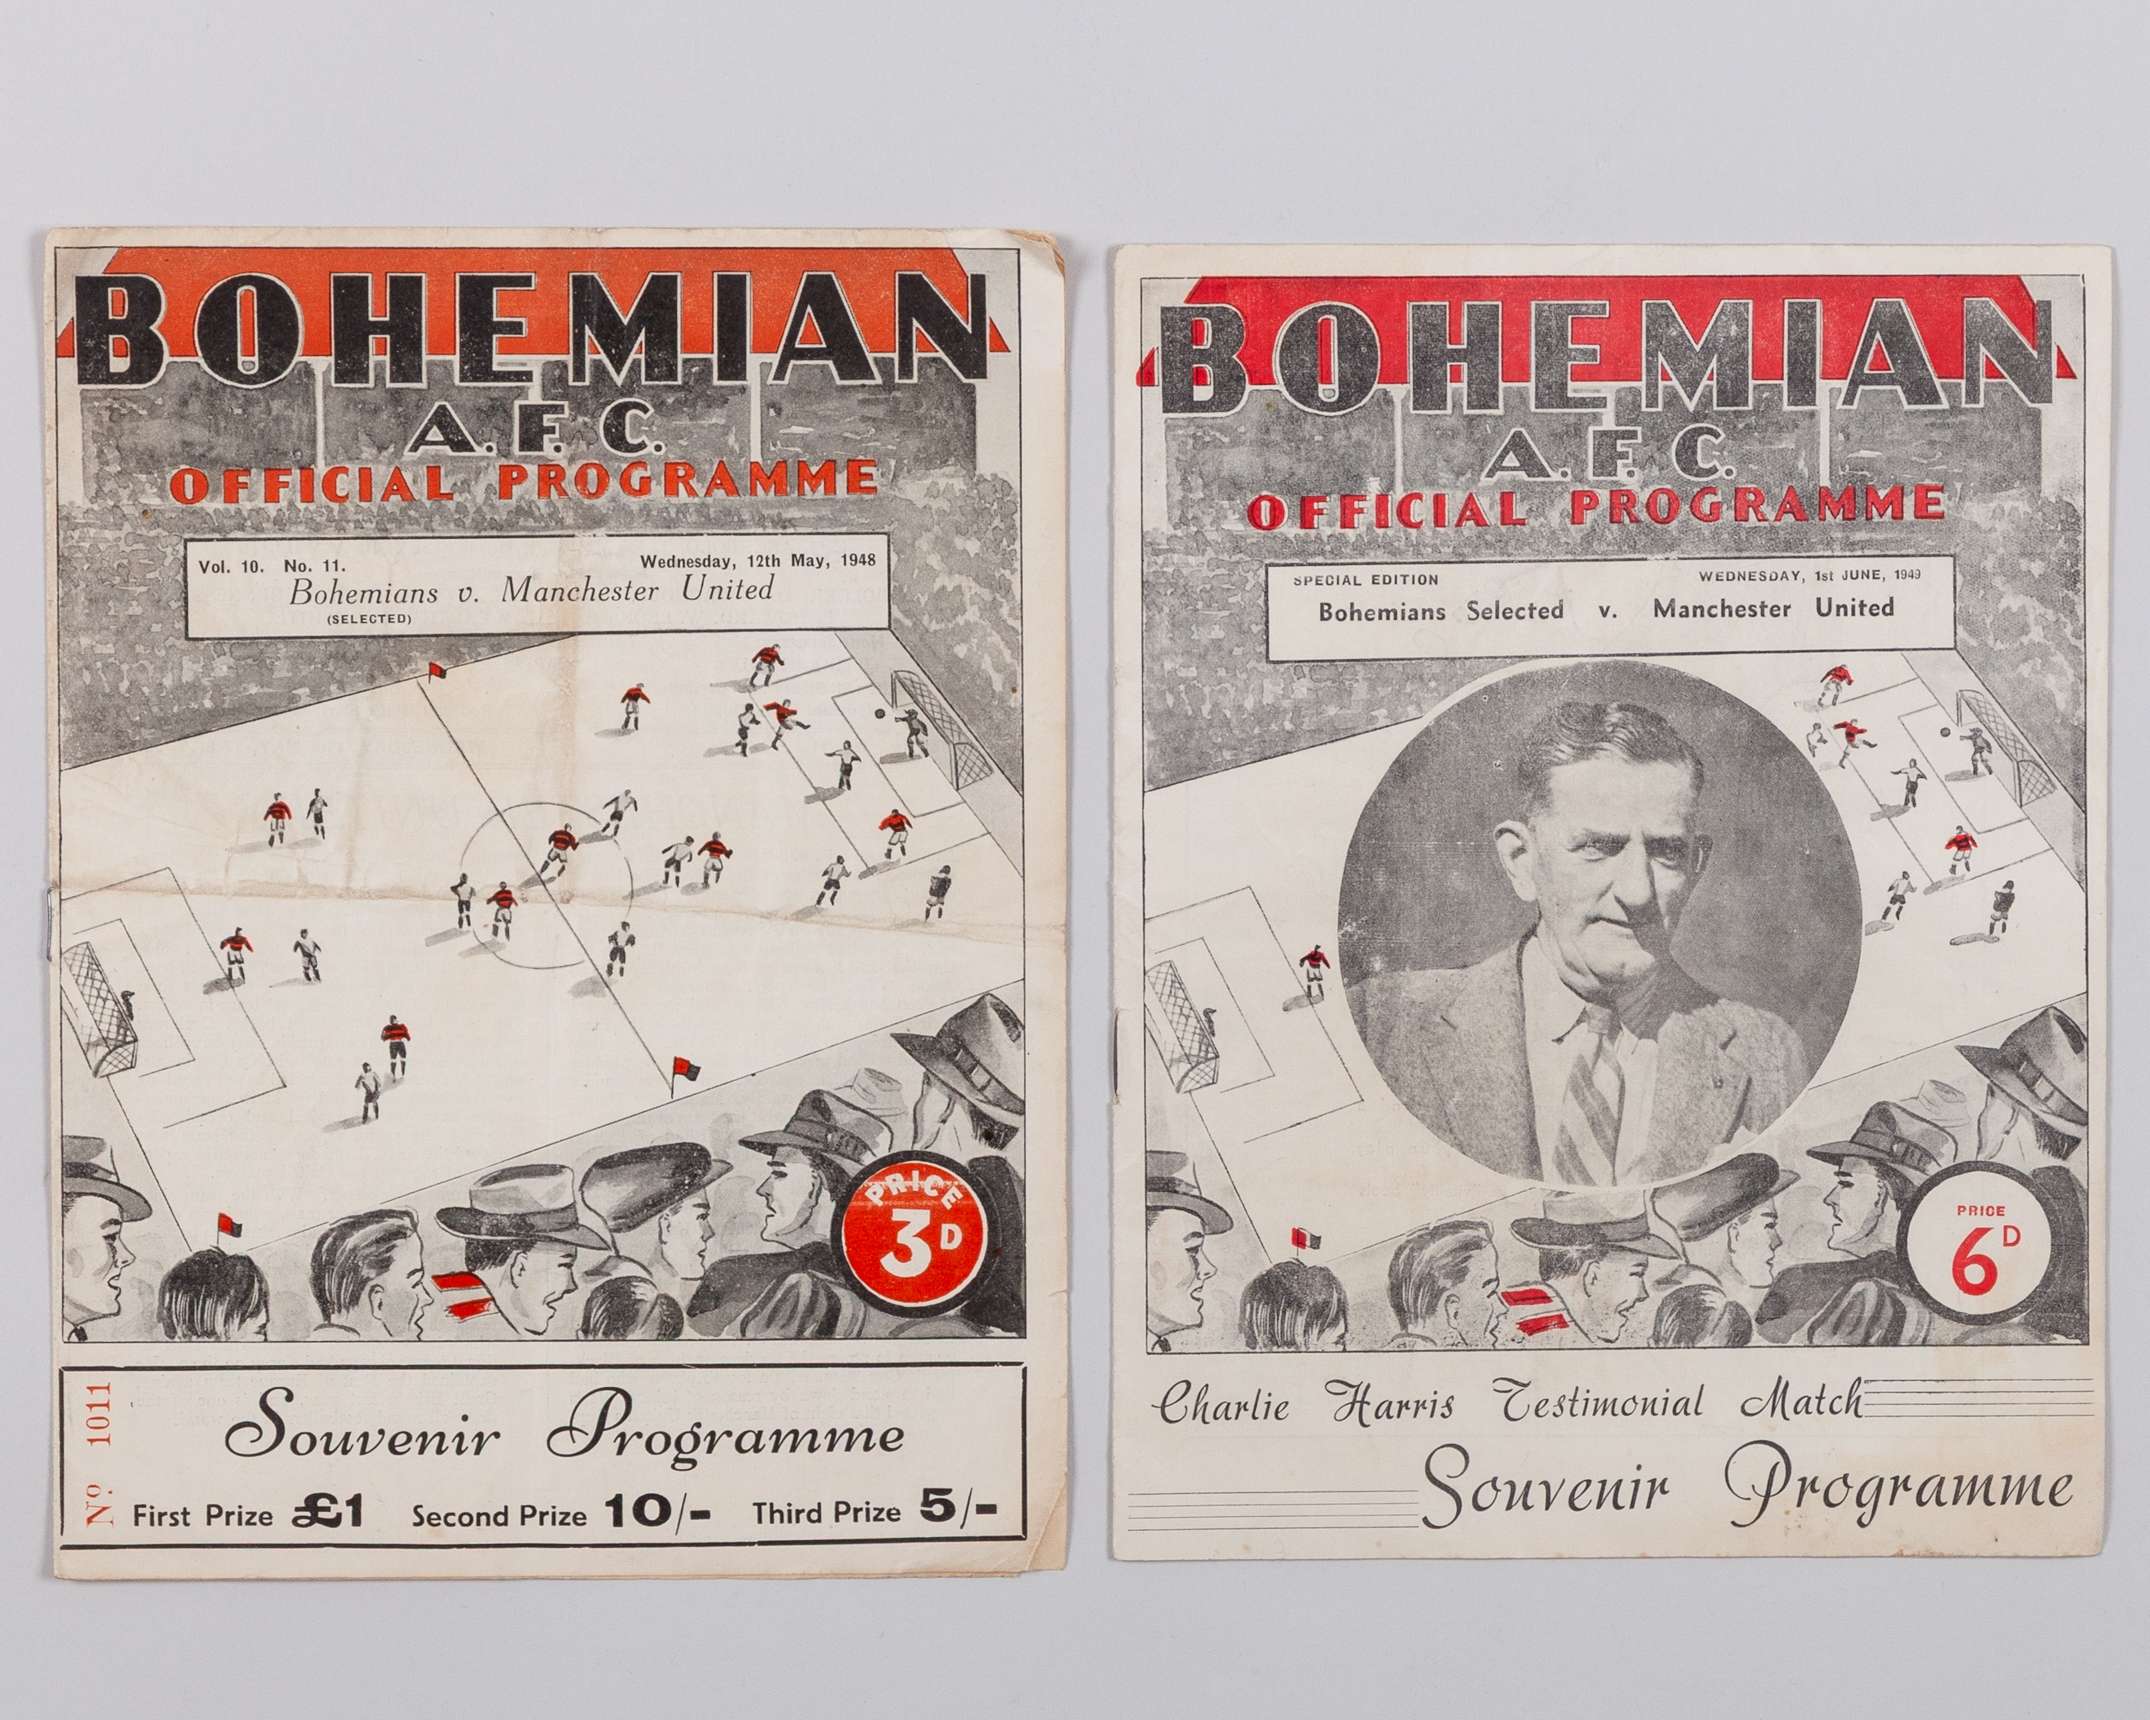 BOHEMIAN
A.F.C.
OFFICIAL PROGRAMME
Vol. 10. No. 11. Wednesday, 12th May, 1948
Bohemians v. Manchester United
(SELECTED)
PRICE
3D
Souvenir Programme
Nº 1011
First Prize £1 Second Prize 10/- Third Prize 5/-
BOHEMIAN
A.F.C.
OFFICIAL PROGRAMME
SPECIAL EDITION WEDNESDAY, 1st JUNE, 1949
Bohemians Selected v. Manchester United
PRICE
6D
Charlie Harris Testimonial Match
Souvenir Programme